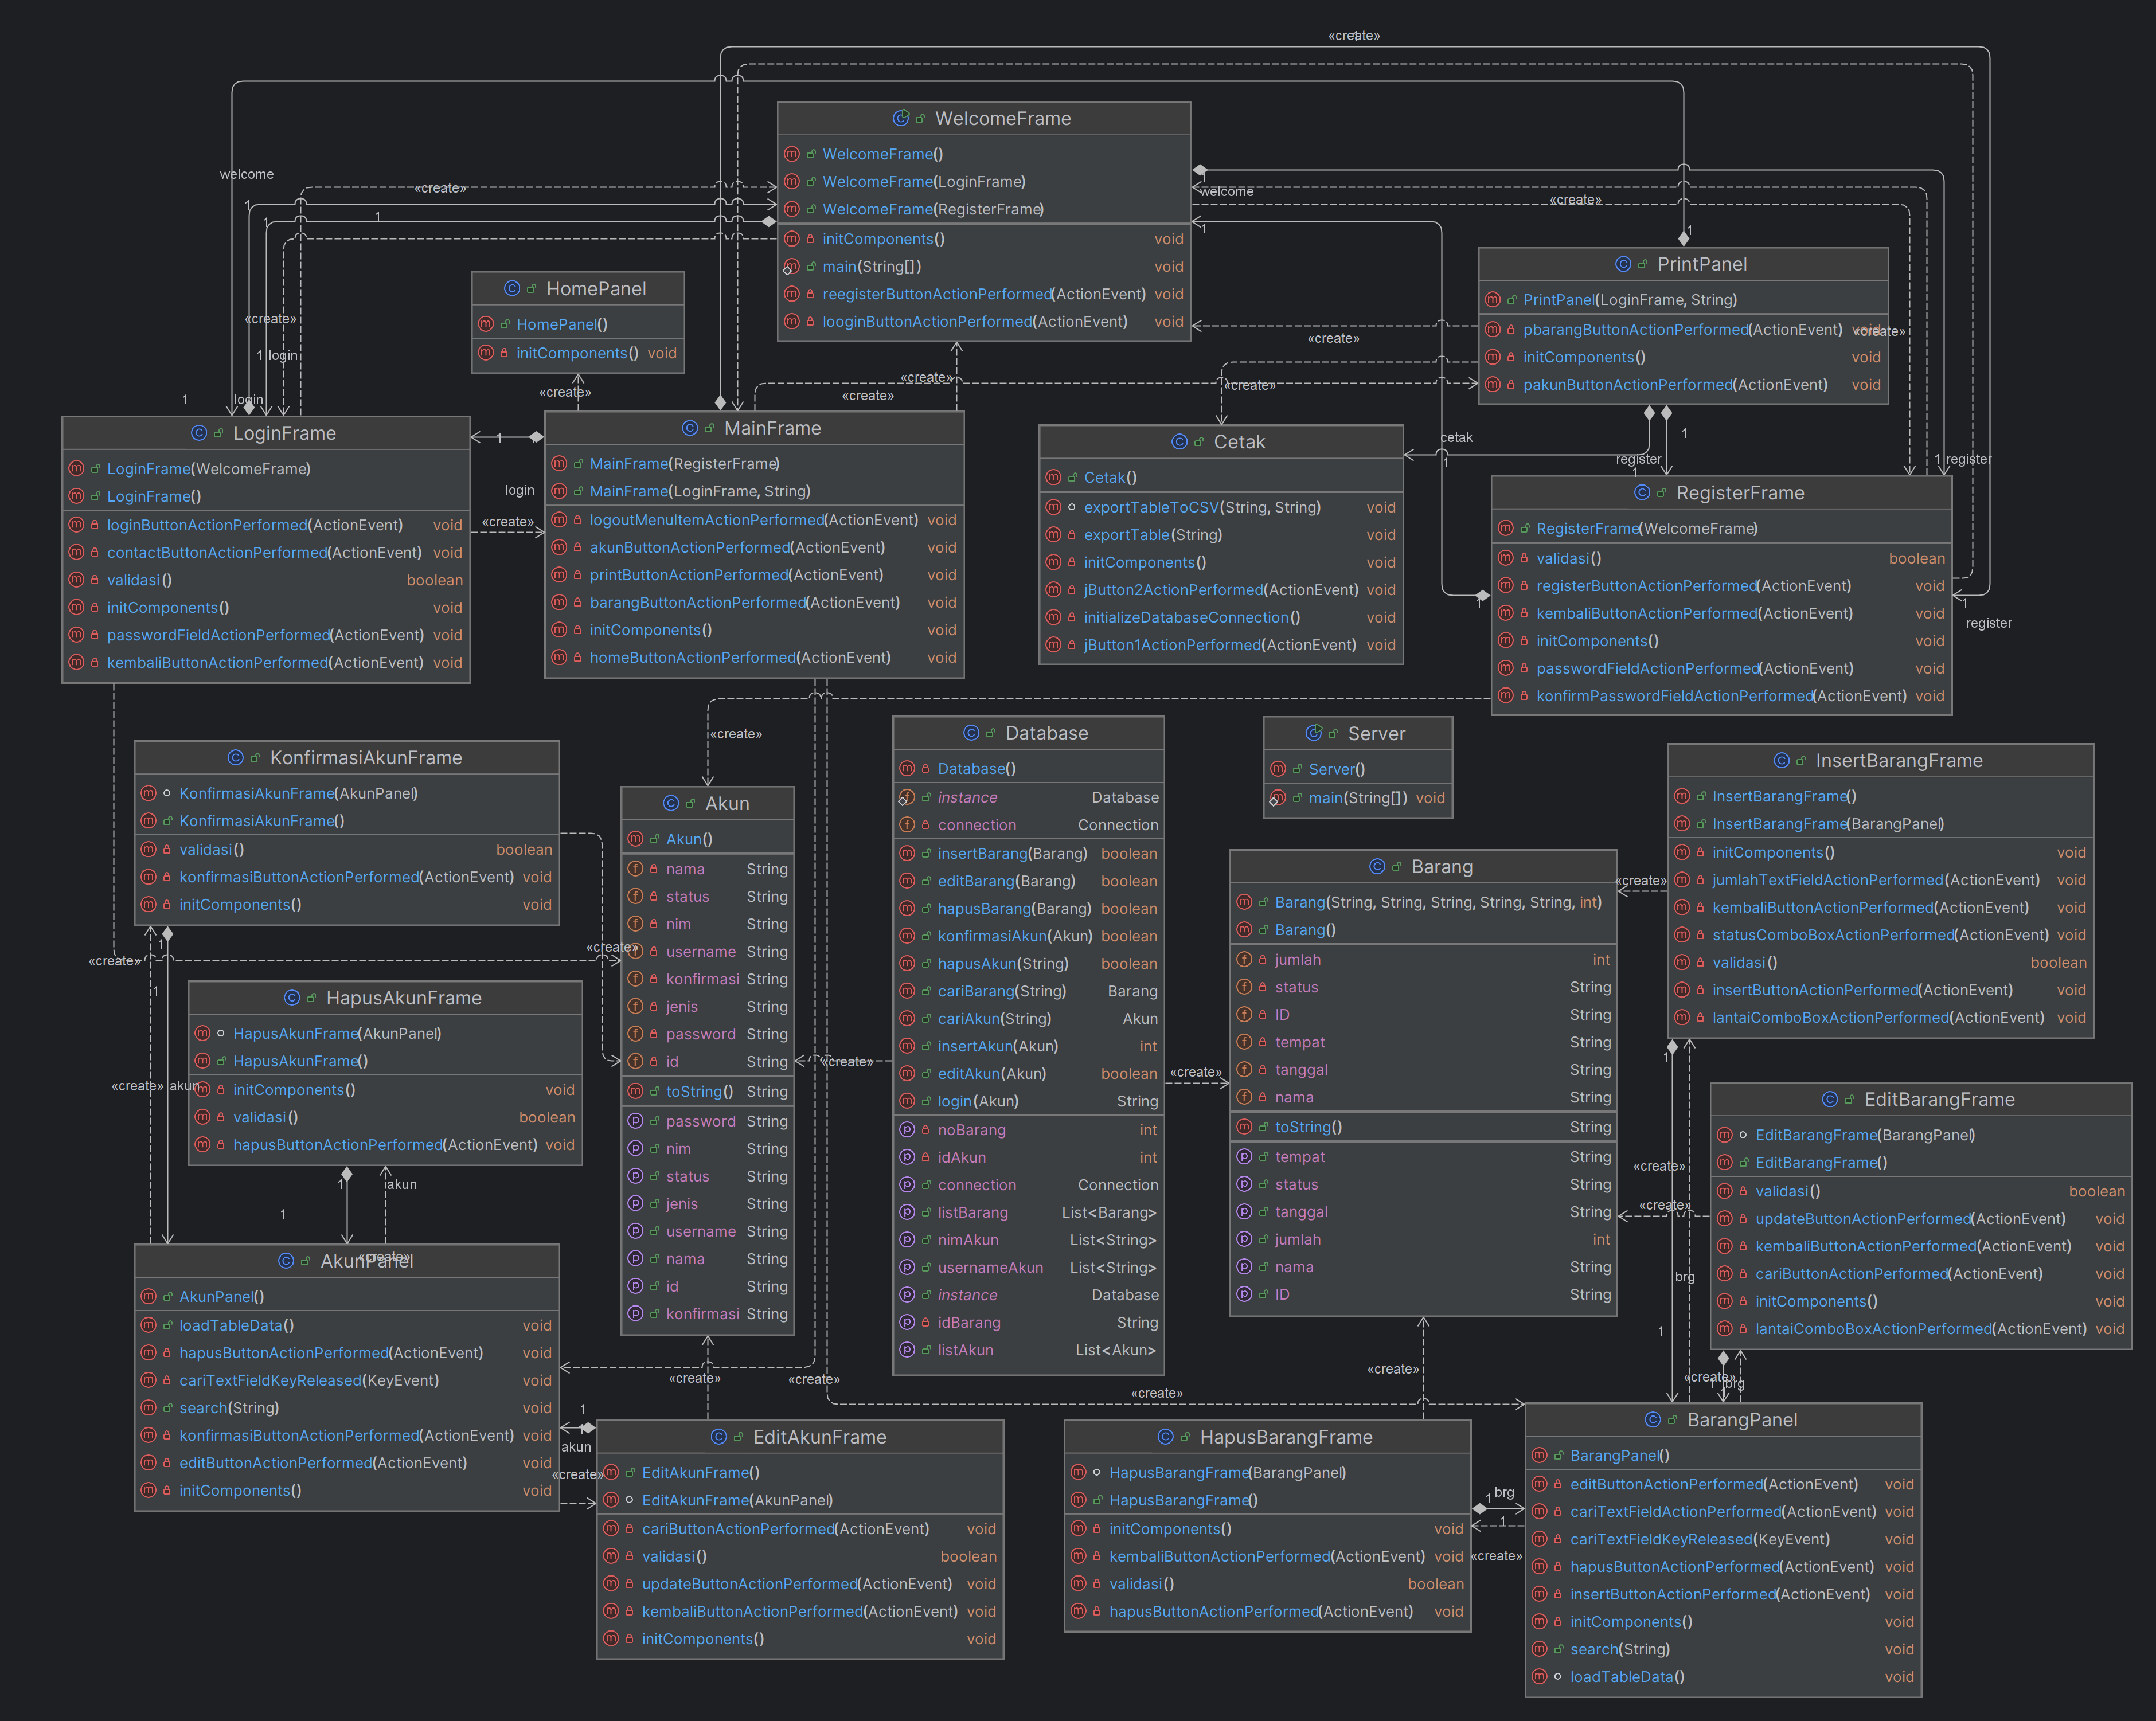 «create»
1
WelcomeFrame
WelcomeFrame()
WelcomeFrame(LoginFrame)
WelcomeFrame(RegisterFrame)
initComponents() void
main(String[]) void
reegisterButtonActionPerformed(ActionEvent) void
looginButtonActionPerformed(ActionEvent) void
welcome
«create»
1
1
1
welcome
1
«create»
1
1
PrintPanel
PrintPanel(LoginFrame, String)
pbarangButtonActionPerformed(ActionEvent) void
initComponents() void
pakunButtonActionPerformed(ActionEvent) void
«create»
HomePanel
HomePanel()
initComponents() void
«create»
1 login
«create»
«create»
«create»
«create»
«create»
1
login
LoginFrame
LoginFrame(WelcomeFrame)
LoginFrame()
loginButtonActionPerformed(ActionEvent) void
contactButtonActionPerformed(ActionEvent) void
validasi() boolean
initComponents() void
passwordFieldActionPerformed(ActionEvent) void
kembaliButtonActionPerformed(ActionEvent) void
1
1
login
«create»
MainFrame
MainFrame(RegisterFrame)
MainFrame(LoginFrame, String)
logoutMenuItemActionPerformed(ActionEvent) void
akunButtonActionPerformed(ActionEvent) void
printButtonActionPerformed(ActionEvent) void
barangButtonActionPerformed(ActionEvent) void
initComponents() void
homeButtonActionPerformed(ActionEvent) void
Cetak
Cetak()
exportTableToCSV(String, String) void
exportTable(String) void
initComponents() void
jButton2ActionPerformed(ActionEvent) void
initializeDatabaseConnection() void
jButton1ActionPerformed(ActionEvent) void
cetak
1
1
register
1
1 register
RegisterFrame
RegisterFrame(WelcomeFrame)
validasi() boolean
registerButtonActionPerformed(ActionEvent) void
kembaliButtonActionPerformed(ActionEvent) void
initComponents() void
passwordFieldActionPerformed(ActionEvent) void
konfirmPasswordFieldActionPerformed(ActionEvent) void
1
1
register
«create»
KonfirmasiAkunFrame
KonfirmasiAkunFrame(AkunPanel)
KonfirmasiAkunFrame()
validasi() boolean
konfirmasiButtonActionPerformed(ActionEvent) void
initComponents() void
1
«create»
«create»
1
HapusAkunFrame
HapusAkunFrame(AkunPanel)
HapusAkunFrame()
initComponents() void
validasi() boolean
hapusButtonActionPerformed(ActionEvent) void
«create» akun
1
akun
1
«create»
AkunPanel
AkunPanel()
loadTableData() void
hapusButtonActionPerformed(ActionEvent) void
cariTextFieldKeyReleased(KeyEvent) void
search(String) void
konfirmasiButtonActionPerformed(ActionEvent) void
editButtonActionPerformed(ActionEvent) void
initComponents() void
Akun
Akun()
nama String
status String
nim String
username String
konfirmasi String
jenis String
password String
id String
toString() String
password String
nim String
status String
jenis String
username String
nama String
id String
konfirmasi String
«create»
Database
Database()
instance Database
connection Connection
insertBarang(Barang) boolean
editBarang(Barang) boolean
hapusBarang(Barang) boolean
konfirmasiAkun(Akun) boolean
hapusAkun(String) boolean
cariBarang(String) Barang
cariAkun(String) Akun
insertAkun(Akun) int
editAkun(Akun) boolean
login(Akun) String
noBarang int
idAkun int
connection Connection
listBarang List<Barang>
nimAkun List<String>
usernameAkun List<String>
instance Database
idBarang String
listAkun List<Akun>
«create»
Server
Server()
main(String[]) void
Barang
Barang(String, String, String, String, String, int)
Barang()
jumlah int
status String
ID String
tempat String
tanggal String
nama String
toString() String
tempat String
status String
tanggal String
jumlah int
nama String
ID String
InsertBarangFrame
InsertBarangFrame()
InsertBarangFrame(BarangPanel)
initComponents() void
jumlahTextFieldActionPerformed(ActionEvent) void
kembaliButtonActionPerformed(ActionEvent) void
statusComboBoxActionPerformed(ActionEvent) void
validasi() boolean
insertButtonActionPerformed(ActionEvent) void
lantaiComboBoxActionPerformed(ActionEvent) void
«create»
1
EditBarangFrame
EditBarangFrame(BarangPanel)
EditBarangFrame()
validasi() boolean
updateButtonActionPerformed(ActionEvent) void
kembaliButtonActionPerformed(ActionEvent) void
cariButtonActionPerformed(ActionEvent) void
initComponents() void
lantaiComboBoxActionPerformed(ActionEvent) void
«create»
«create»
brg
1
«create»
1
brg
«create»
«create»
«create»
«create»
1
1
akun
«create»
EditAkunFrame
EditAkunFrame()
EditAkunFrame(AkunPanel)
cariButtonActionPerformed(ActionEvent) void
validasi() boolean
updateButtonActionPerformed(ActionEvent) void
kembaliButtonActionPerformed(ActionEvent) void
initComponents() void
HapusBarangFrame
HapusBarangFrame(BarangPanel)
HapusBarangFrame()
initComponents() void
kembaliButtonActionPerformed(ActionEvent) void
validasi() boolean
hapusButtonActionPerformed(ActionEvent) void
1 brg
1
«create»
BarangPanel
BarangPanel()
editButtonActionPerformed(ActionEvent) void
cariTextFieldActionPerformed(ActionEvent) void
cariTextFieldKeyReleased(KeyEvent) void
hapusButtonActionPerformed(ActionEvent) void
insertButtonActionPerformed(ActionEvent) void
initComponents() void
search(String) void
loadTableData() void